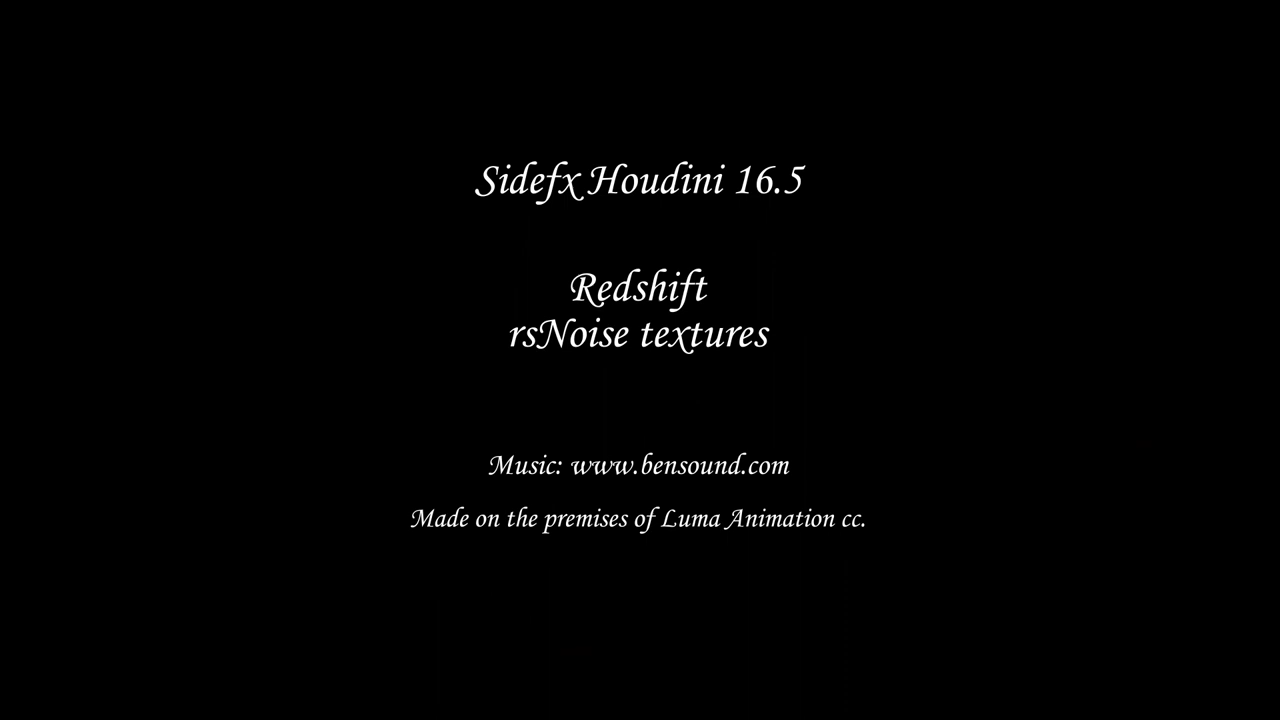 Sidefx Houdini 16.5
Redshift
rsNoise textures
Music: www.bensound.com
Made on the premises of Luma Animation cc.